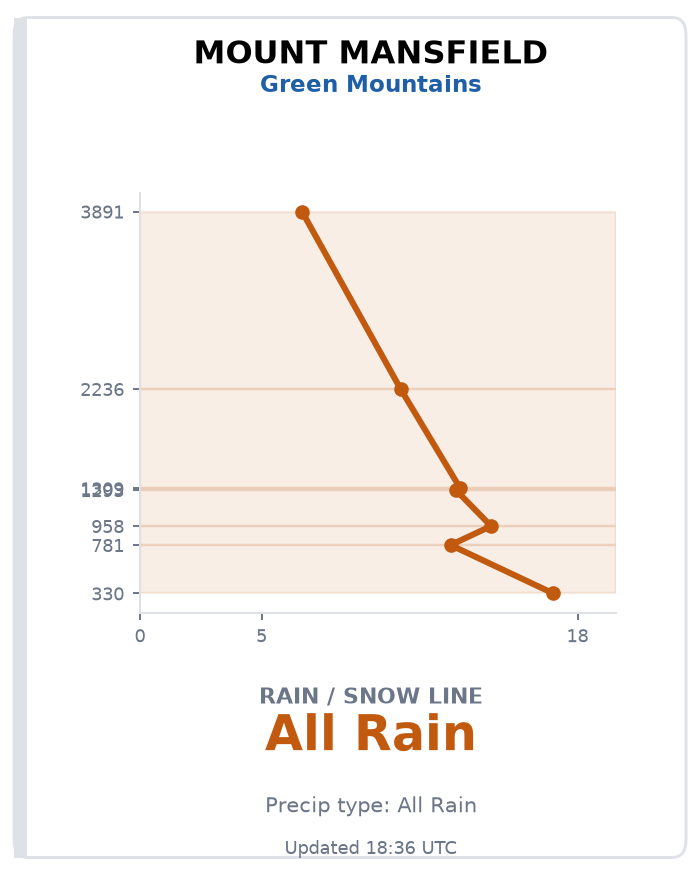 MOUNT MANSFIELD
Green Mountains
3891
2236
958
781
330
0 5 18
RAIN / SNOW LINE
All Rain
Precip type: All Rain
Updated 18:36 UTC